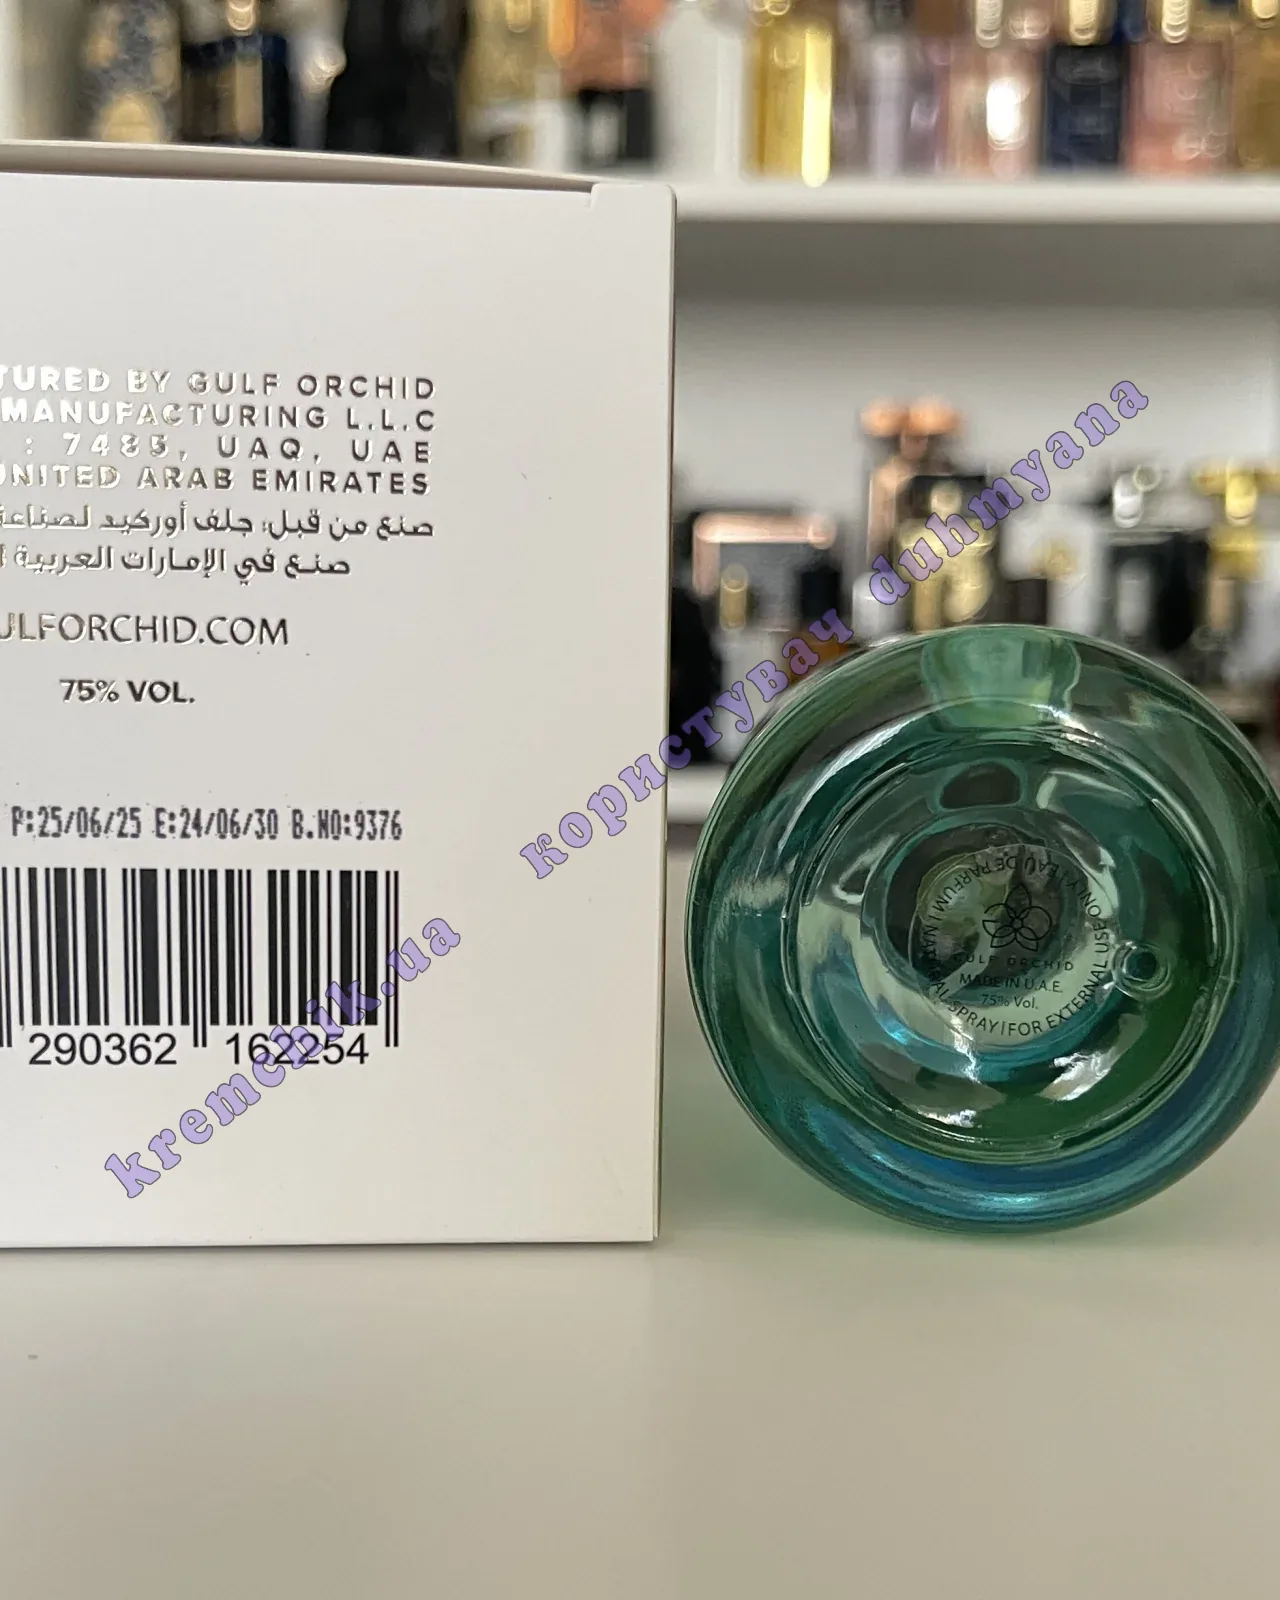 TURED BY GULF ORCHID
MANUFACTURING L.L.C
: 7485, UAQ, UAE
UNITED ARAB EMIRATES
صنع من قبل: جلف أوركيد لصناعة
صنع في الإمارات العربية
ULFORCHID.COM
75% VOL.
P:25/06/25 E:24/06/30 B.NO:9376
290362 162254
kremchik.ua
користувач duhmyana
EAU DE PARFUM | NATURAL SPRAY | FOR EXTERNAL USE ONLY |
GULF ORCHID
MADE IN U.A.E.
75% Vol.